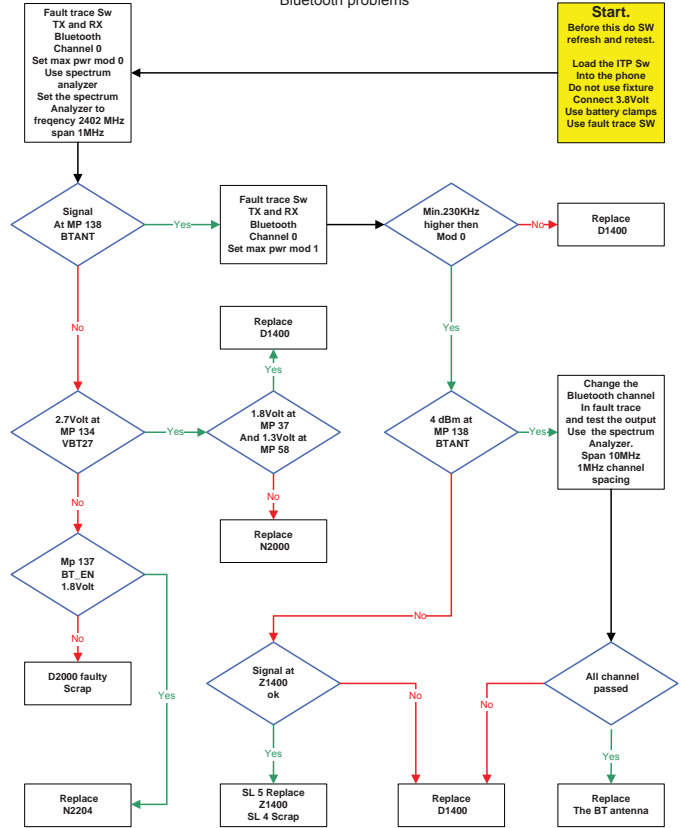 Bluetooth problems
Fault trace Sw
TX and RX
Bluetooth
Channel 0
Set max pwr mod 0
Use spectrum
analyzer
Set the spectrum
Analyzer to
freqency 2402 MHz
span 1MHz
Start.
Before this do SW
refresh and retest.
Load the ITP Sw
Into the phone
Do not use fixture
Connect 3.8Volt
Use battery clamps
Use fault trace SW
Signal
At MP 138
BTANT
Yes
Fault trace Sw
TX and RX
Bluetooth
Channel 0
Set max pwr mod 1
Min.230KHz
higher then
Mod 0
No
Replace
D1400
No
Replace
D1400
Yes
Yes
2.7Volt at
MP 134
VBT27
Yes
1.8Volt at
MP 37
And 1.3Volt at
MP 58
4 dBm at
MP 138
BTANT
Yes
Change the
Bluetooth channel
In fault trace
and test the output
Use the spectrum
Analyzer.
Span 10MHz
1MHz channel
spacing
No
No
Replace
N2000
Mp 137
BT_EN
1.8Volt
No
No
D2000 faulty
Scrap
Yes
Signal at
Z1400
ok
No
No
All channel
passed
Yes
Yes
Replace
N2204
SL 5 Replace
Z1400
SL 4 Scrap
Replace
D1400
Replace
The BT antenna